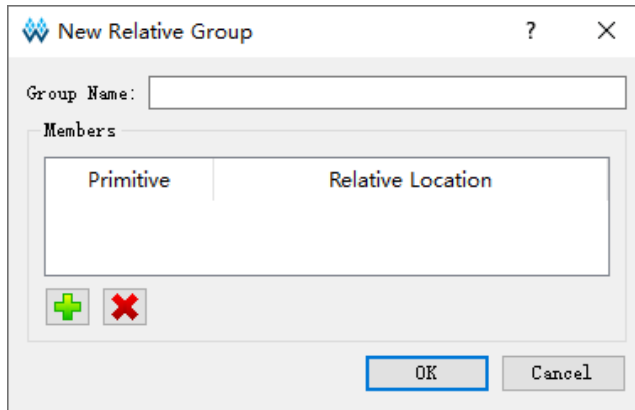 New Relative Group
?
Group Name:
Members
Primitive Relative Location
OK Cancel